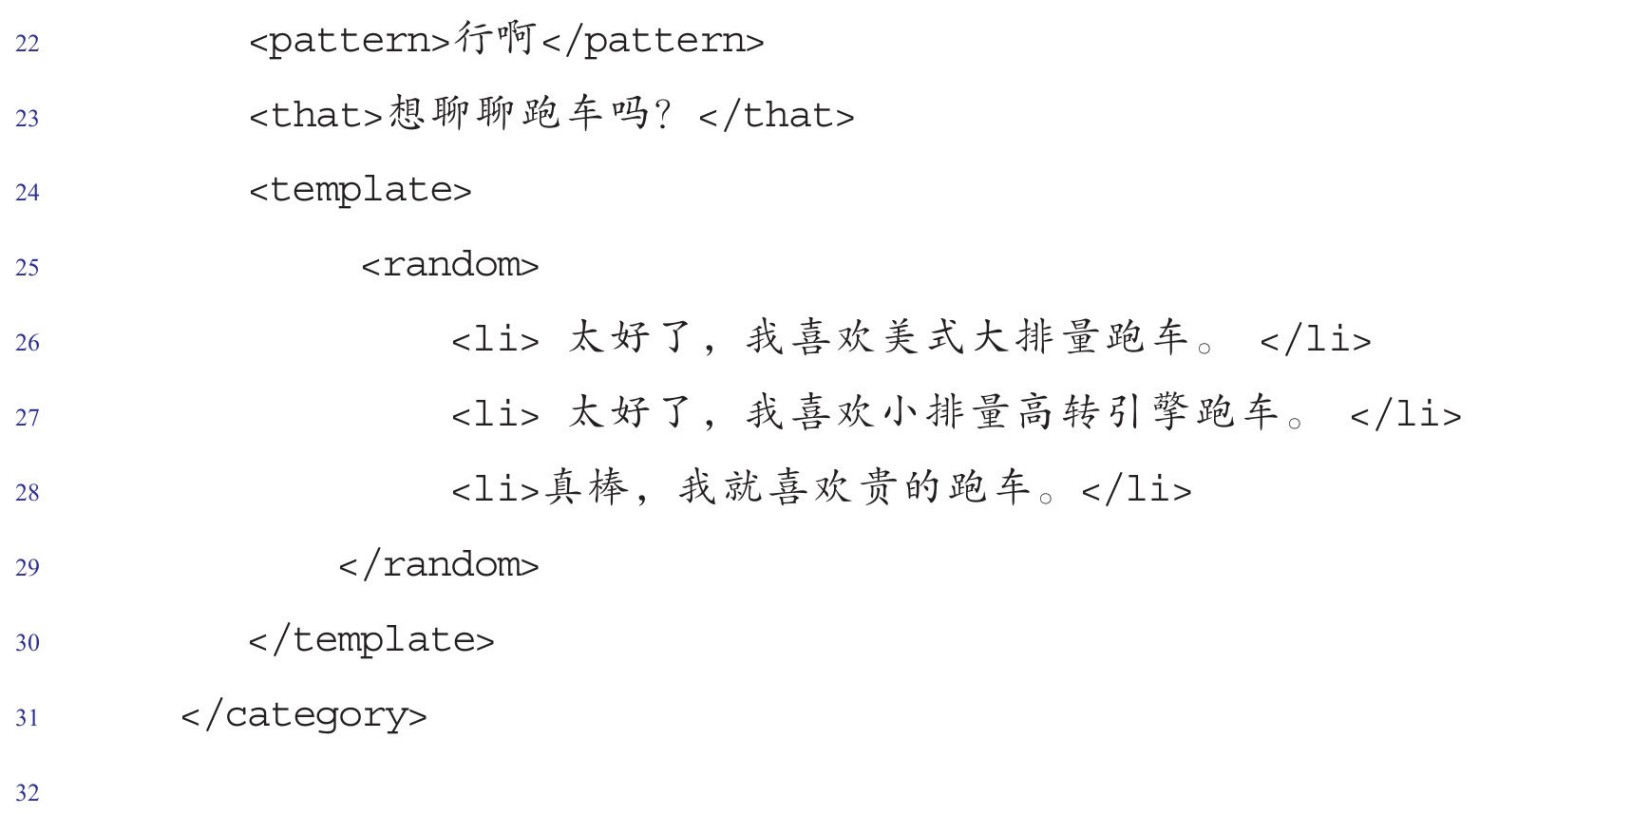 22 <pattern>行啊</pattern>
23 <that>想聊聊跑车吗？</that>
24 <template>
25 <random>
26 <li> 太好了，我喜欢美式大排量跑车。 </li>
27 <li> 太好了，我喜欢小排量高转引擎跑车。 </li>
28 <li>真棒，我就喜欢贵的跑车。</li>
29 </random>
30 </template>
31 </category>
32